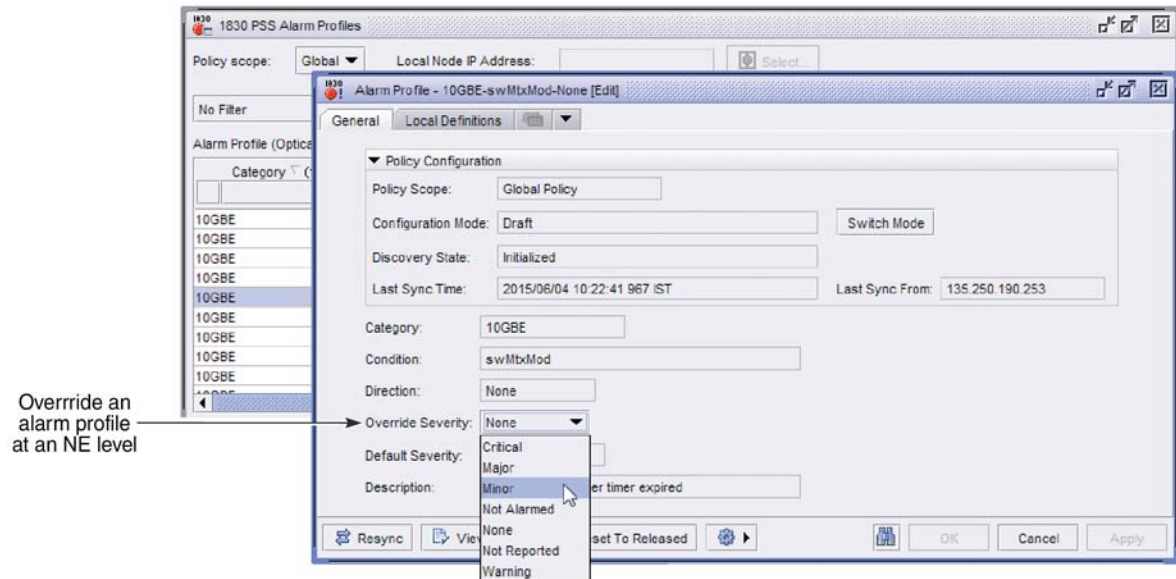 1830 PSS Alarm Profiles
Policy scope: Global Local Node IP Address: Select...
No Filter
Alarm Profile (Optica
Category
10GBE
10GBE
10GBE
10GBE
10GBE
10GBE
10GBE
10GBE
10GBE
10GBE
Alarm Profile - 10GBE-swMtxMod-None [Edit]
General Local Definitions
Policy Configuration
Policy Scope: Global Policy
Configuration Mode: Draft Switch Mode
Discovery State: Initialized
Last Sync Time: 2015/06/04 10:22:41 967 IST Last Sync From: 135.250.190.253
Category: 10GBE
Condition: swMtxMod
Direction: None
Override Severity: None
Critical
Major
Minor
Not Alarmed
None
Not Reported
Warning
Default Severity:
Description: er timer expired
Resync Vie set To Released OK Cancel Apply
Overrride an
alarm profile
at an NE level